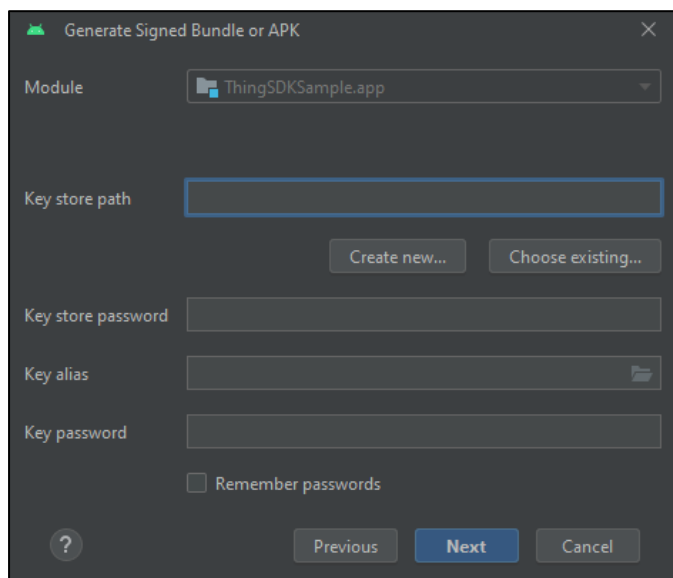 Generate Signed Bundle or APK
Module
ThingSDKSample.app
Key store path
Create new...
Choose existing...
Key store password
Key alias
Key password
Remember passwords
?
Previous
Next
Cancel